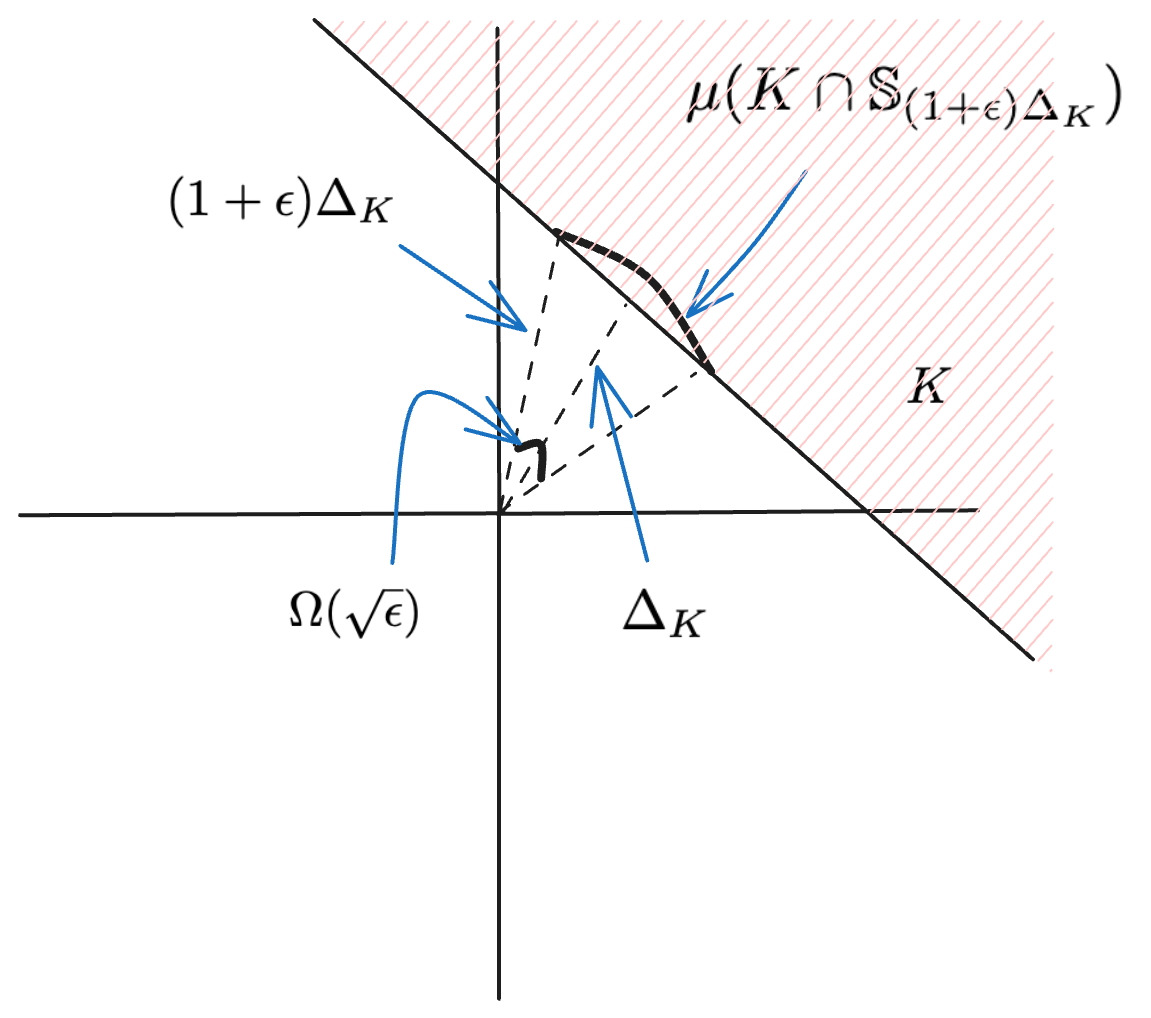 μ(K ∩ 𝕊_{(1+ϵ)Δ_K})
(1 + ϵ)Δ_K
K
Ω(√ϵ)
Δ_K